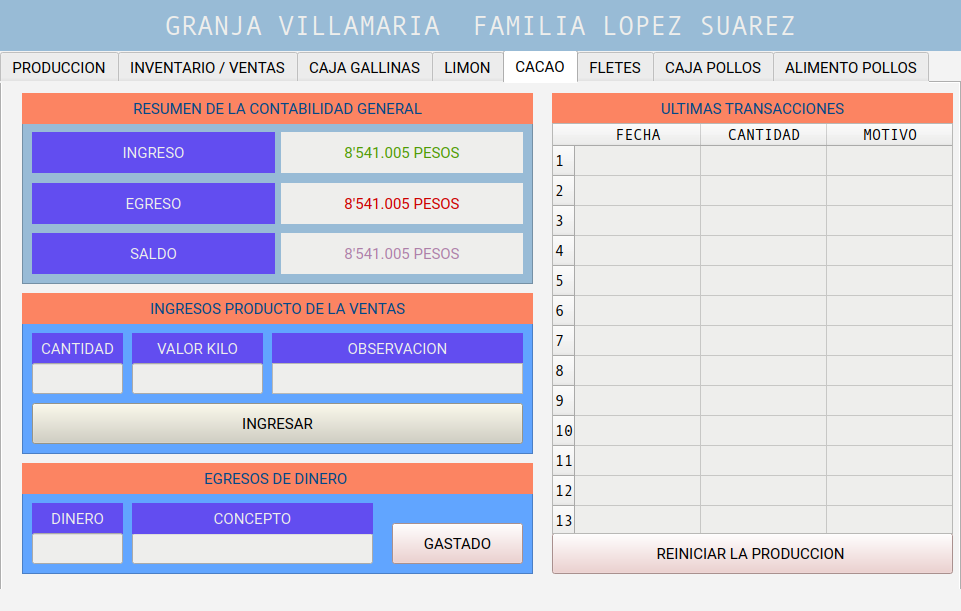 GRANJA VILLAMARIA FAMILIA LOPEZ SUAREZ
PRODUCCION INVENTARIO / VENTAS CAJA GALLINAS LIMON CACAO FLETES CAJA POLLOS ALIMENTO POLLOS
RESUMEN DE LA CONTABILIDAD GENERAL
INGRESO 8'541.005 PESOS
EGRESO 8'541.005 PESOS
SALDO 8'541.005 PESOS
INGRESOS PRODUCTO DE LA VENTAS
CANTIDAD VALOR KILO OBSERVACION
INGRESAR
EGRESOS DE DINERO
DINERO CONCEPTO
GASTADO
ULTIMAS TRANSACCIONES
FECHA CANTIDAD MOTIVO
1
2
3
4
5
6
7
8
9
10
11
12
13
REINICIAR LA PRODUCCION